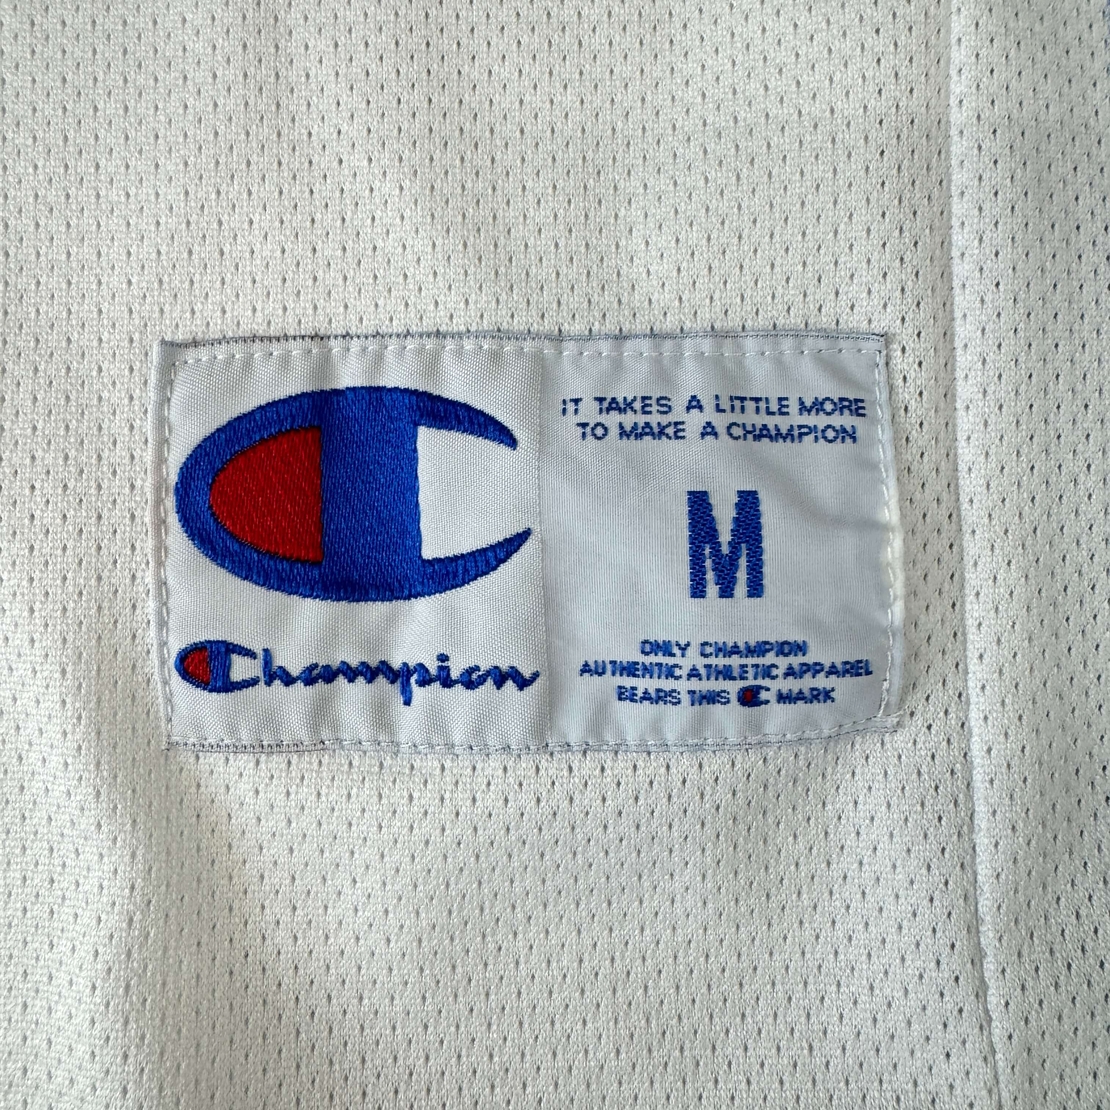 Champion
IT TAKES A LITTLE MORE
TO MAKE A CHAMPION
M
ONLY CHAMPION
AUTHENTIC ATHLETIC APPAREL
BEARS THIS C MARK